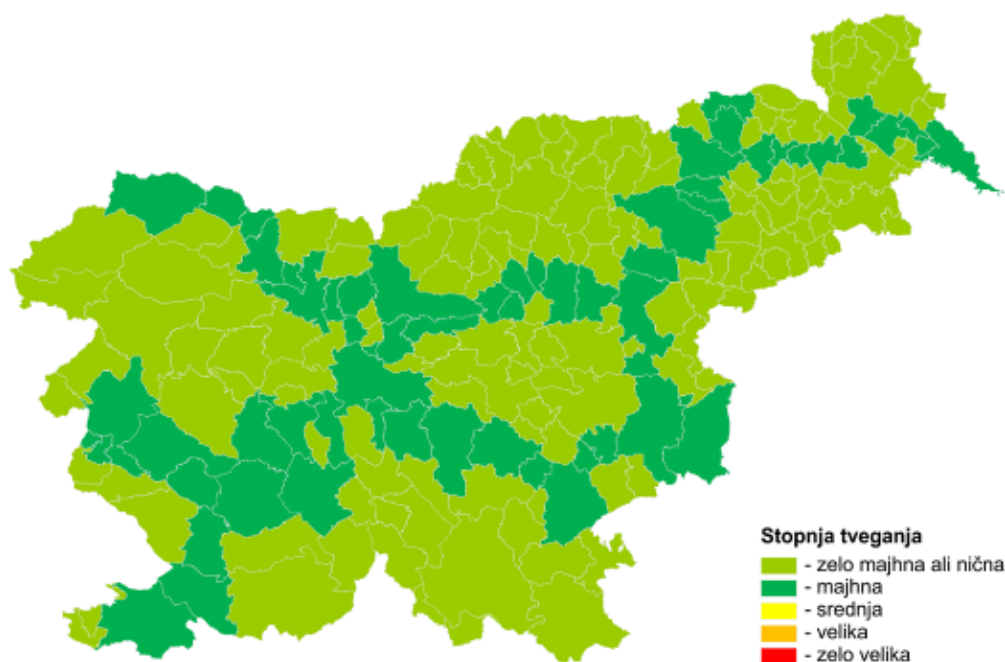 Stopnja tveganja
- zelo majhna ali nična
- majhna
- srednja
- velika
- zelo velika